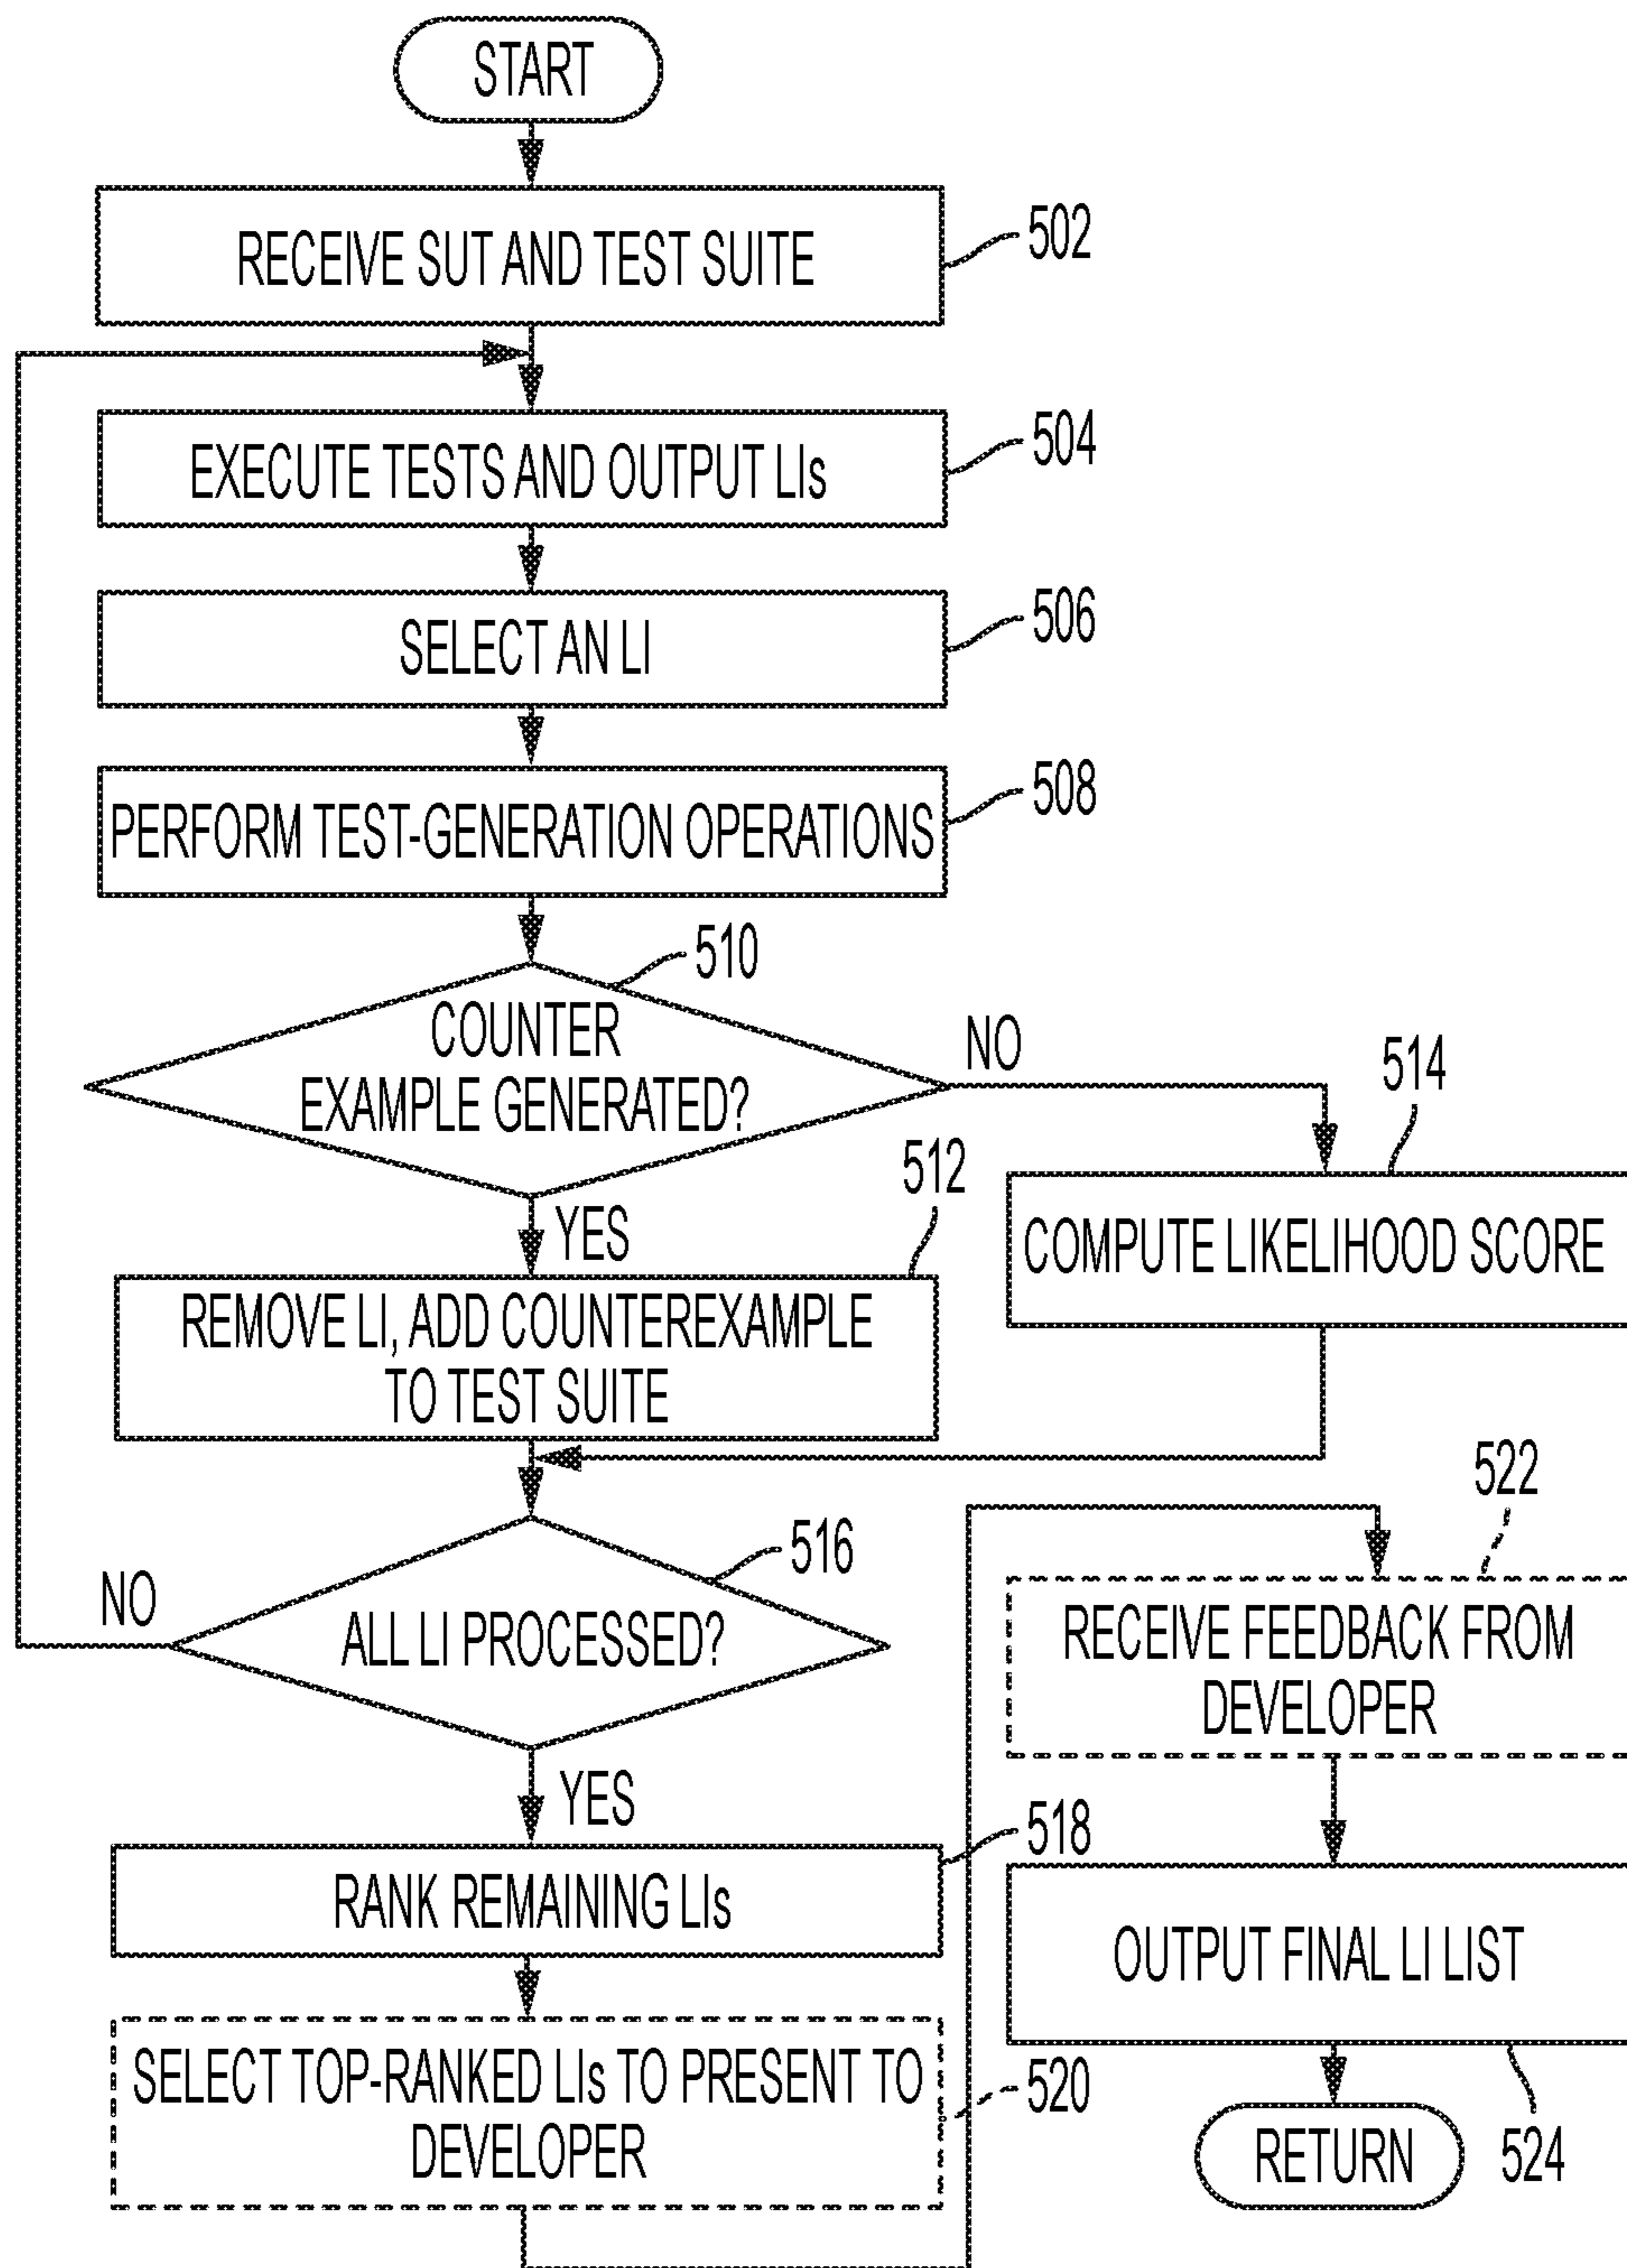 START
RECEIVE SUT AND TEST SUITE
502
EXECUTE TESTS AND OUTPUT LIs
504
SELECT AN LI
506
PERFORM TEST-GENERATION OPERATIONS
508
510
COUNTER
EXAMPLE GENERATED?
NO
514
COMPUTE LIKELIHOOD SCORE
YES
512
REMOVE LI, ADD COUNTEREXAMPLE
TO TEST SUITE
516
ALL LI PROCESSED?
NO
YES
518
RANK REMAINING LIs
SELECT TOP-RANKED LIs TO PRESENT TO
DEVELOPER
520
522
RECEIVE FEEDBACK FROM
DEVELOPER
OUTPUT FINAL LI LIST
524
RETURN